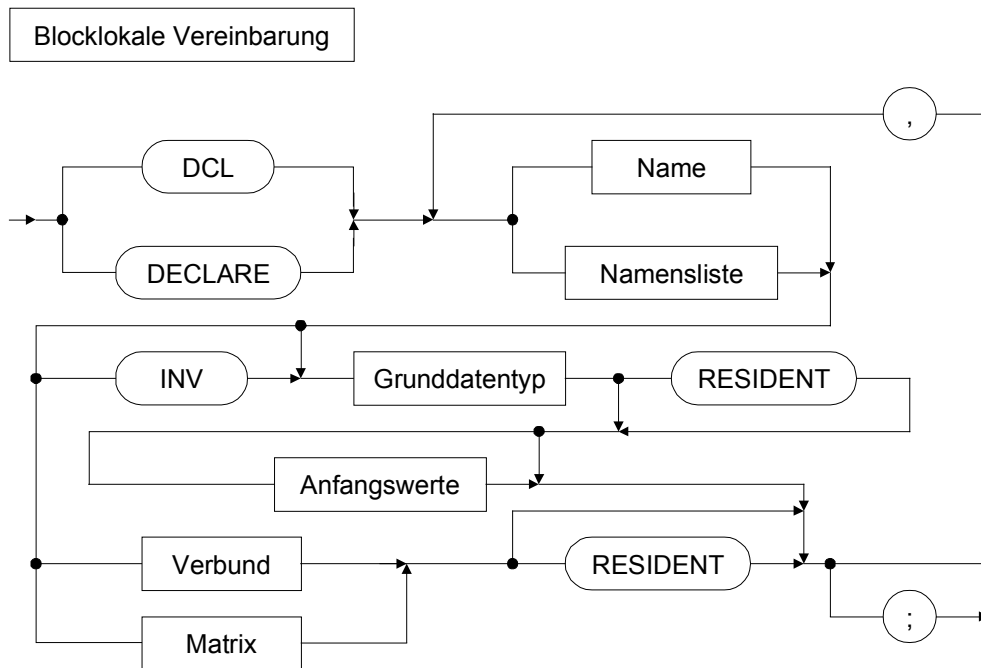 Blocklokale Vereinbarung
,
DCL
Name
DECLARE
Namensliste
INV
Grunddatentyp
RESIDENT
Anfangswerte
Verbund
RESIDENT
Matrix
;